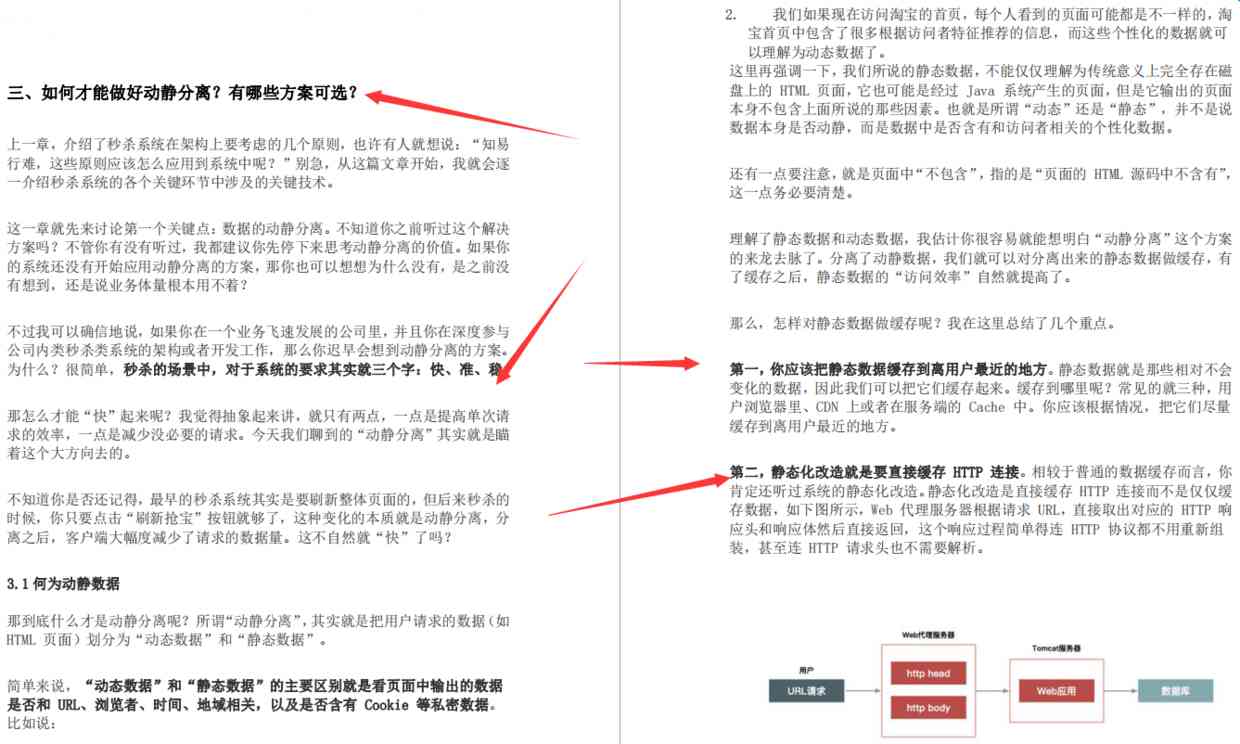 三、如何才能做好动静分离？有哪些方案可选？
上一章，介绍了秒杀系统在架构上要考虑的几个原则，也许有人就想说：“知易
行难，这些原则应该怎么应用到系统中呢？”别急，从这篇文章开始，我就会逐
一介绍秒杀系统的各个关键环节中涉及的关键技术。
这一章就先来讨论第一个关键点：数据的动静分离。不知道你之前听过这个解决
方案吗？不管你有没有听过，我都建议你先停下来思考动静分离的价值。如果你
的系统还没有开始应用动静分离的方案，那你也可以想想为什么没有，是之前没
有想到，还是说业务体量根本用不着？
不过我可以确信地说，如果你在一个业务飞速发展的公司里，并且你在深度参与
公司内类秒杀类系统的架构或者开发工作，那么你迟早会想到动静分离的方案。
为什么？很简单，秒杀的场景中，对于系统的要求其实就三个字：快、准、稳
那怎么才能“快”起来呢？我觉得抽象起来讲，就只有两点，一点是提高单次请
求的效率，一点是减少没必要的请求。今天我们聊到的“动静分离”其实就是瞄
着这个大方向去的。
不知道你是否还记得，最早的秒杀系统其实是要刷新整体页面的，但后来秒杀的
时候，你只要点击“刷新抢宝”按钮就够了，这种变化的本质就是动静分离，分
离之后，客户端大幅度减少了请求的数据量。这不自然就“快”了吗？
3.1 何为动静数据
那到底什么才是动静分离呢？所谓“动静分离”，其实就是把用户请求的数据（如
HTML 页面）划分为“动态数据”和“静态数据”。
简单来说，“动态数据”和“静态数据”的主要区别就是看页面中输出的数据
是否和 URL、浏览者、时间、地域相关，以及是否含有 Cookie 等私密数据。
比如说：
2. 我们如果现在访问淘宝的首页，每个人看到的页面可能都是不一样的，淘
宝首页中包含了很多根据访问者特征推荐的信息，而这些个性化的数据就可
以理解为动态数据了。
这里再强调一下，我们所说的静态数据，不能仅仅理解为传统意义上完全存在磁
盘上的 HTML 页面，它也可能是经过 Java 系统产生的页面，但是它输出的页面
本身不包含上面所说的那些因素。也就是所谓“动态”还是“静态”，并不是说
数据本身是否动静，而是数据中是否含有和访问者相关的个性化数据。
还有一点要注意，就是页面中“不包含”，指的是“页面的 HTML 源码中不含有”，
这一点务必要清楚。
理解了静态数据和动态数据，我估计你很容易就能想明白“动静分离”这个方案
的来龙去脉了。分离了动静数据，我们就可以对分离出来的静态数据做缓存，有
了缓存之后，静态数据的“访问效率”自然就提高了。
那么，怎样对静态数据做缓存呢？我在这里总结了几个重点。
第一，你应该把静态数据缓存到离用户最近的地方。静态数据就是那些相对不会
变化的数据，因此我们可以把它们缓存起来。缓存到哪里呢？常见的就三种，用
户浏览器里、CDN 上或者在服务端的 Cache 中。你应该根据情况，把它们尽量
缓存到离用户最近的地方。
第二，静态化改造就是要直接缓存 HTTP 连接。相较于普通的数据缓存而言，你
肯定还听过系统的静态化改造。静态化改造是直接缓存 HTTP 连接而不是仅仅缓
存数据，如下图所示，Web 代理服务器根据请求 URL，直接取出对应的 HTTP 响
应头和响应体然后直接返回，这个响应过程简单得连 HTTP 协议都不用重新组
装，甚至连 HTTP 请求头也不需要解析。
Web代理服务器
Tomcat服务器
用户
URL请求
http head
http body
Web应用
数据库